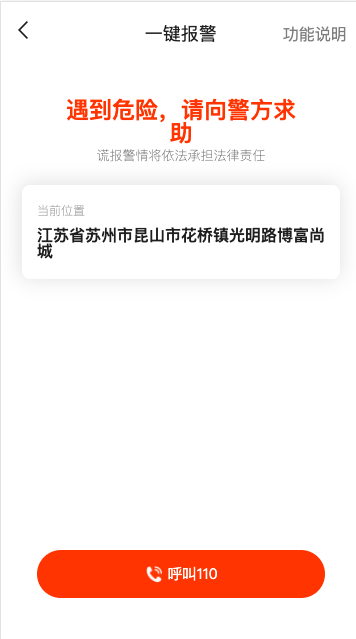 一键报警
功能说明
遇到危险，请向警方求
助
谎报警情将依法承担法律责任
当前位置
江苏省苏州市昆山市花桥镇光明路博富尚
城
呼叫110